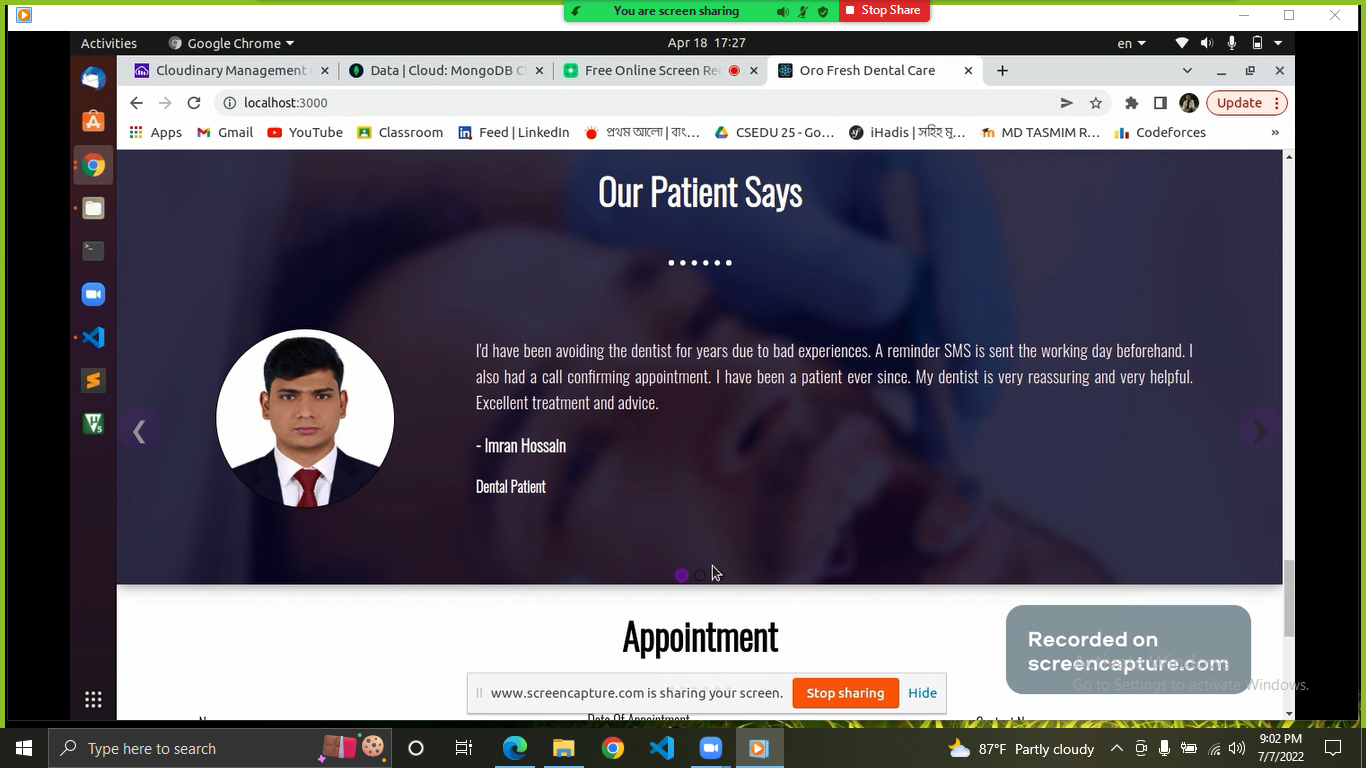 You are screen sharing
Stop Share
Activities
Google Chrome
Apr 18 17:27
en
Cloudinary Management
Data | Cloud: MongoDB C
Free Online Screen Rec
Oro Fresh Dental Care
localhost:3000
Update
Apps
Gmail
YouTube
Classroom
Feed | LinkedIn
প্রথম আলো | বাং...
CSEDU 25 - Go...
iHadis | সহিহ মু...
MD TASMIM R...
Codeforces
»
Our Patient Says
I'd have been avoiding the dentist for years due to bad experiences. A reminder SMS is sent the working day beforehand. I
also had a call confirming appointment. I have been a patient ever since. My dentist is very reassuring and very helpful.
Excellent treatment and advice.
- Imran Hossain
Dental Patient
Appointment
Recorded on
screencapture.com
Activate Windows
Go to Settings to activate Windows.
www.screencapture.com is sharing your screen.
Stop sharing
Hide
Date Of Appointment
Type here to search
87°F Partly cloudy
9:02 PM
7/7/2022